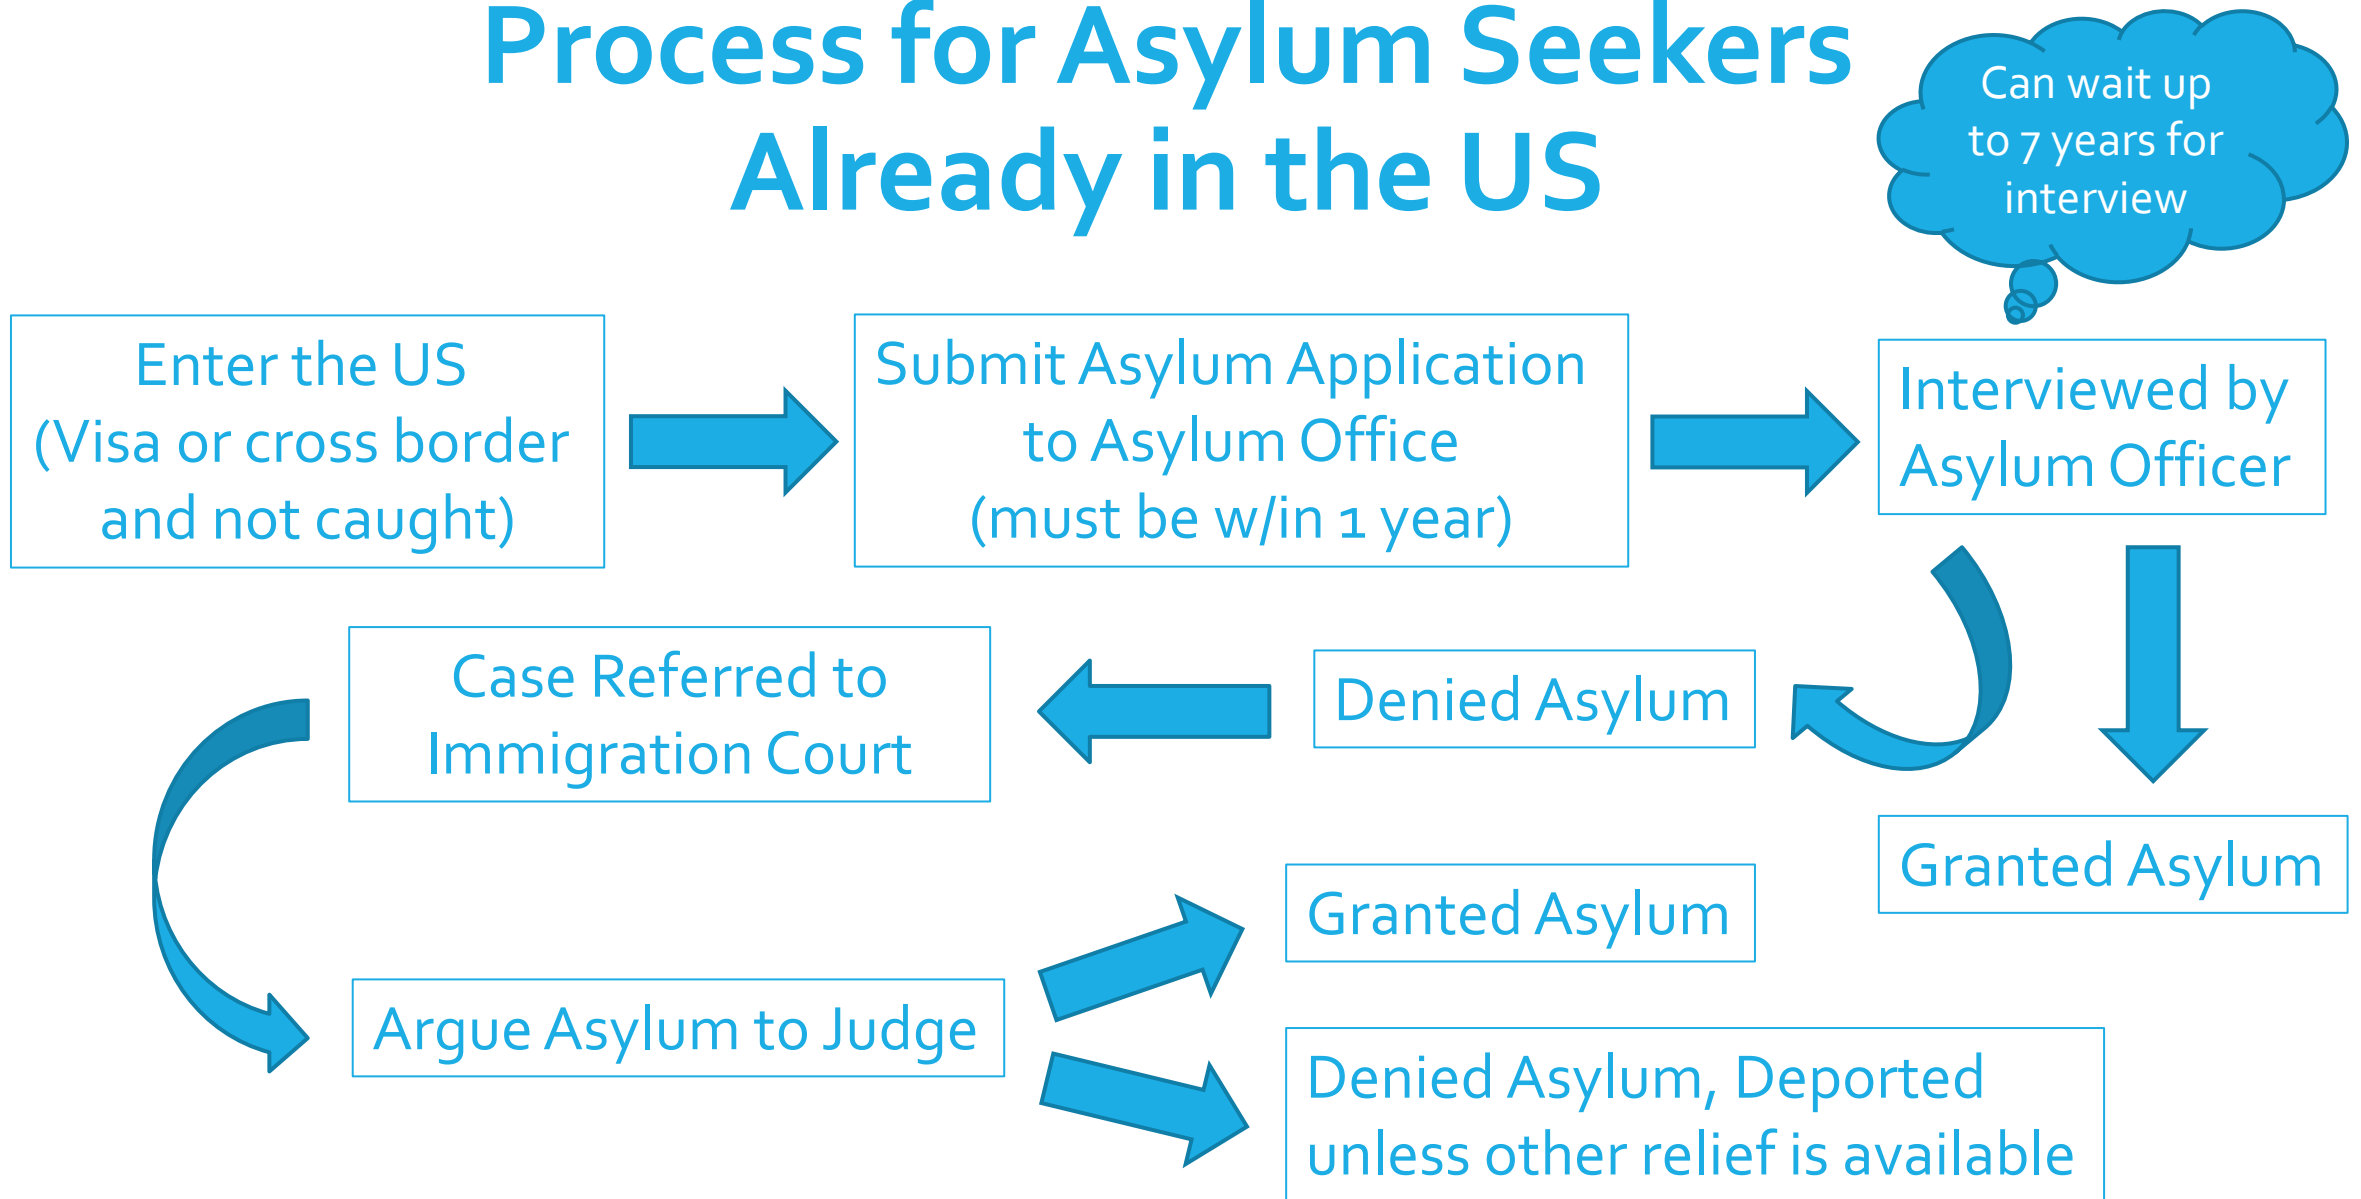 Process for Asylum Seekers
Already in the US
Can wait up
to 7 years for
interview
Enter the US
(Visa or cross border
and not caught)
Submit Asylum Application
to Asylum Office
(must be w/in 1 year)
Interviewed by
Asylum Officer
Case Referred to
Immigration Court
Denied Asylum
Granted Asylum
Argue Asylum to Judge
Granted Asylum
Denied Asylum, Deported
unless other relief is available